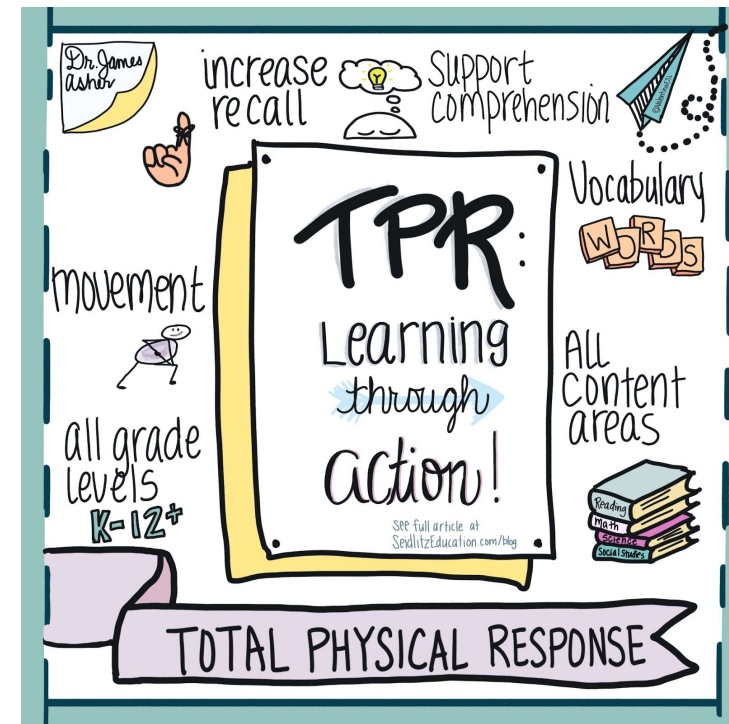 Dr. James
Asher
increase
recall
Support
comprehension
Vocabulary
WORDS
movement
TPR:
Learning
through
action!
See full article at
SeidlitzEducation.com/blog
All
content
areas
all grade
levels
K-12+
Reading
Math
Science
Social Studies
TOTAL PHYSICAL RESPONSE